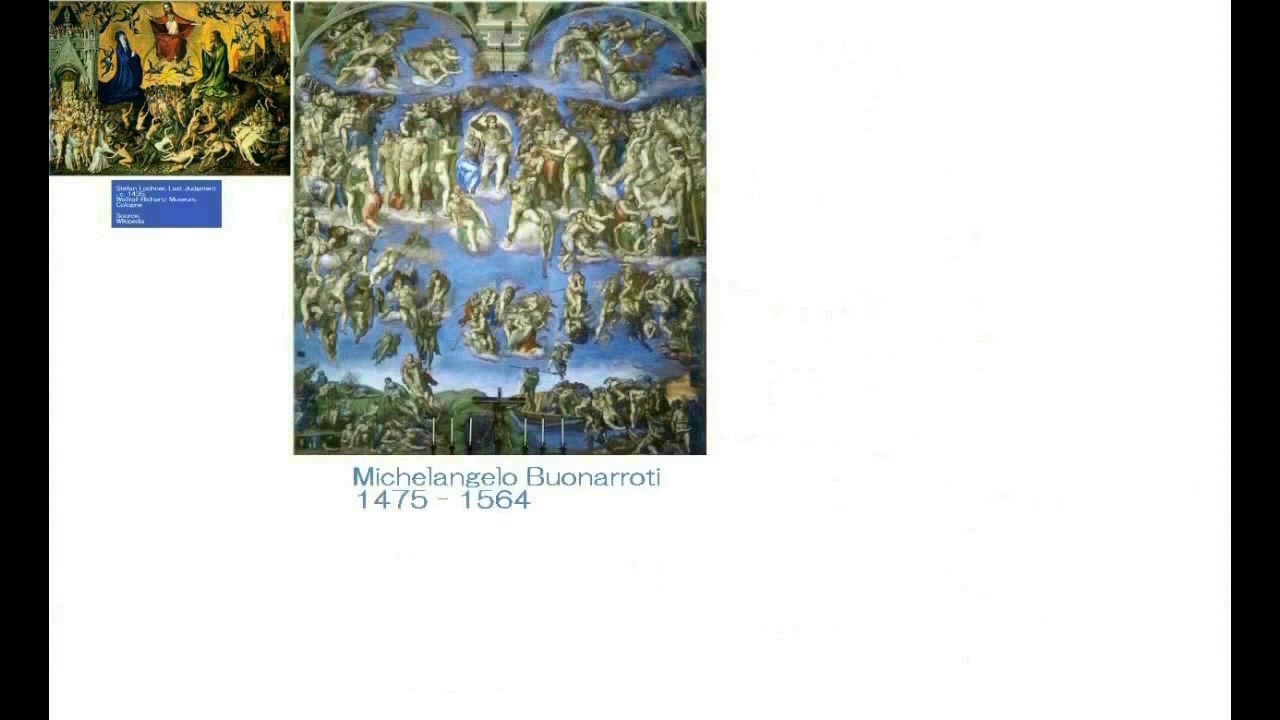 Stefan Lochner, Last Judgment
, c. 1435.
Wallraf-Richartz Museum,
Cologne
Source:
Wikipedia
Michelangelo Buonarroti
1475 - 1564